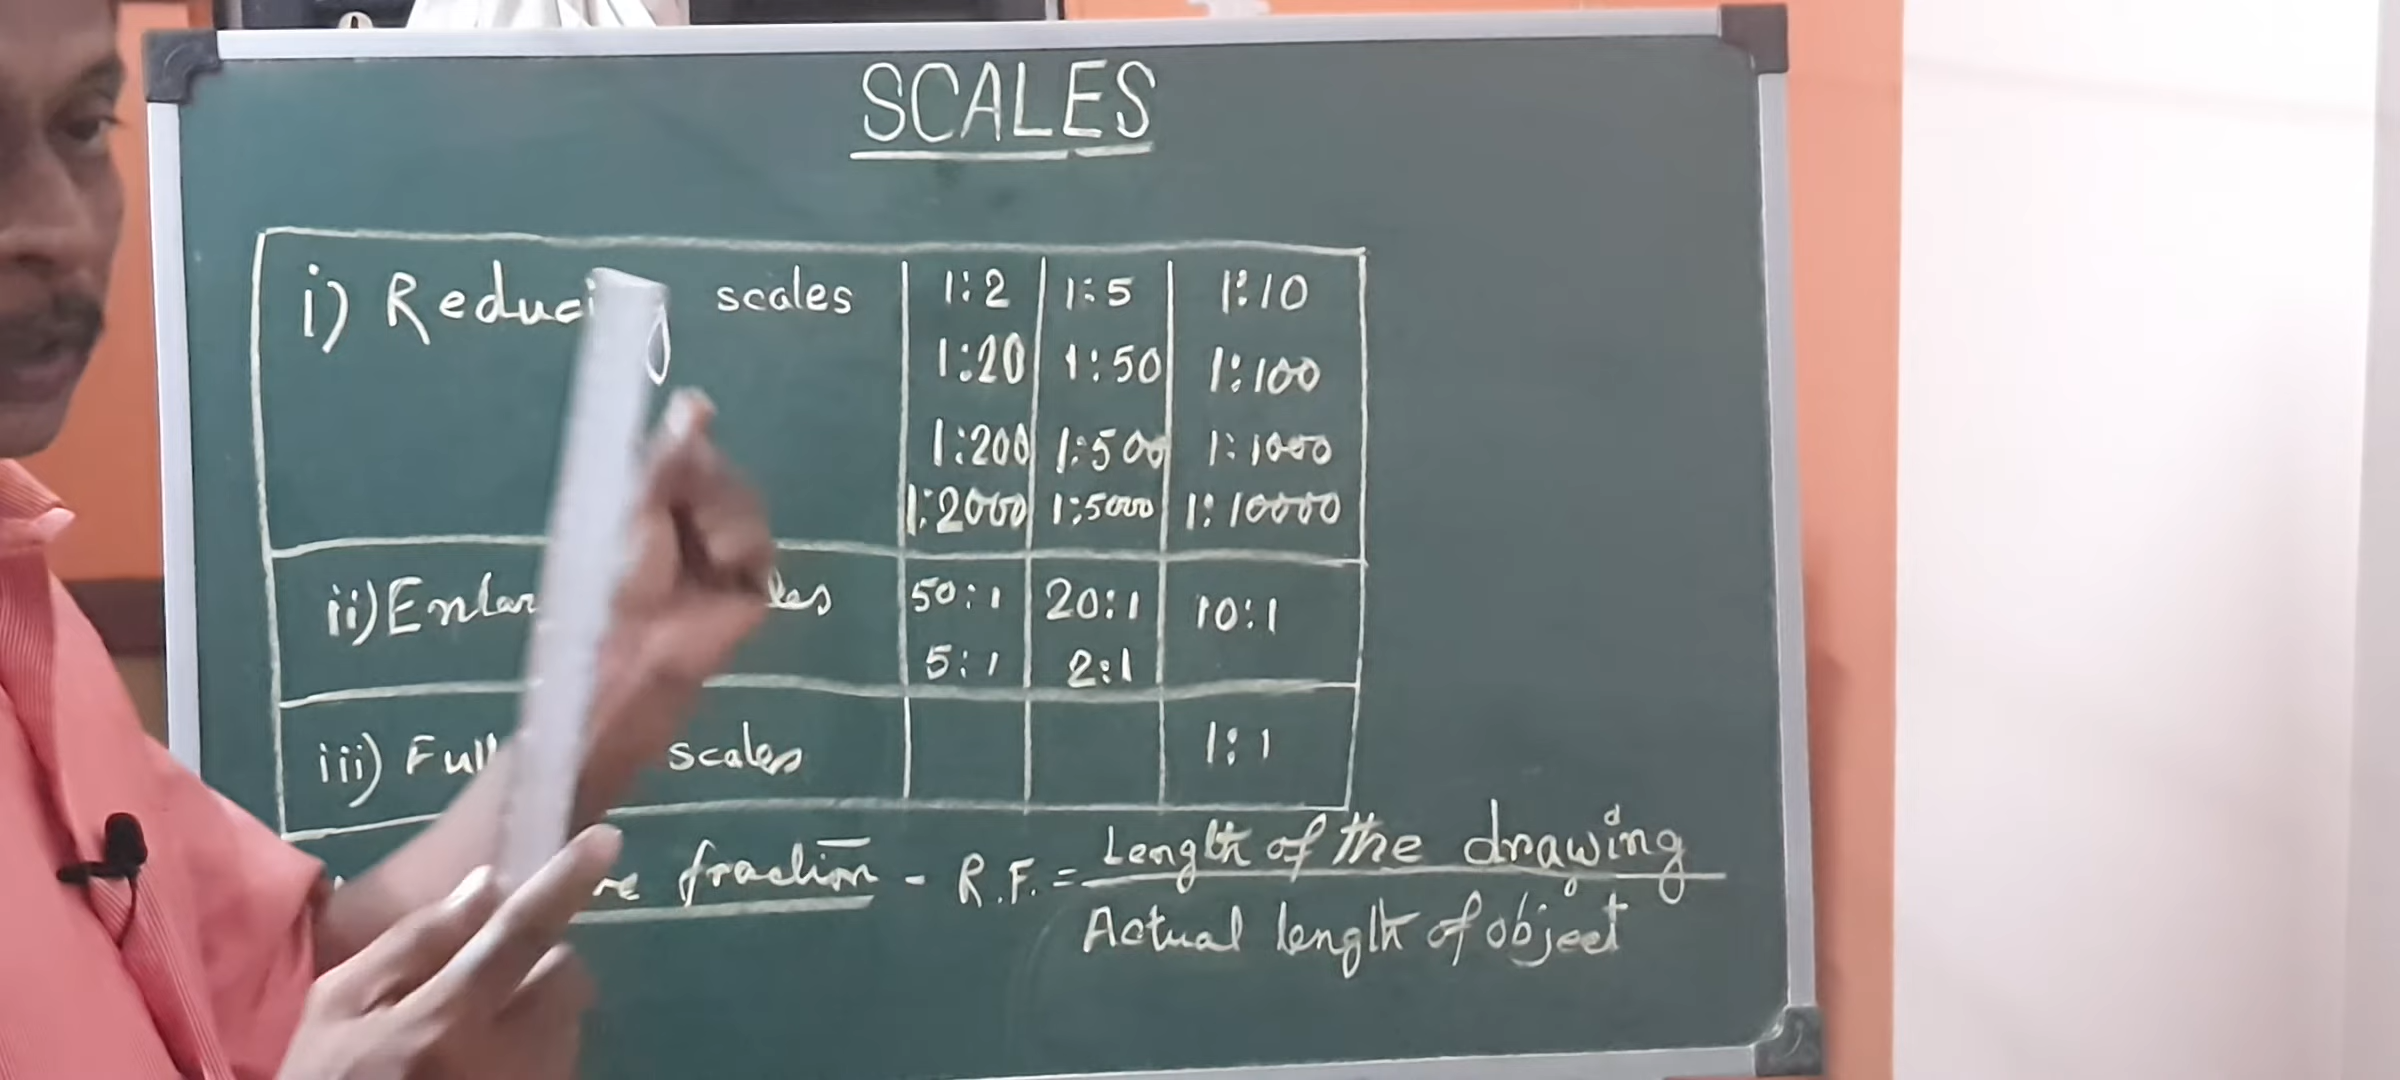 SCALES
i) Reducing scales 1:2 1:5 1:10
1:20 1:50 1:100
1:200 1:500 1:1000
1:2000 1:5000 1:10000
ii) 50:1 20:1 10:1
5:1 2:1
iii) Full scales 1:1
fraction - R.F. = Length of the drawing
Actual length of object